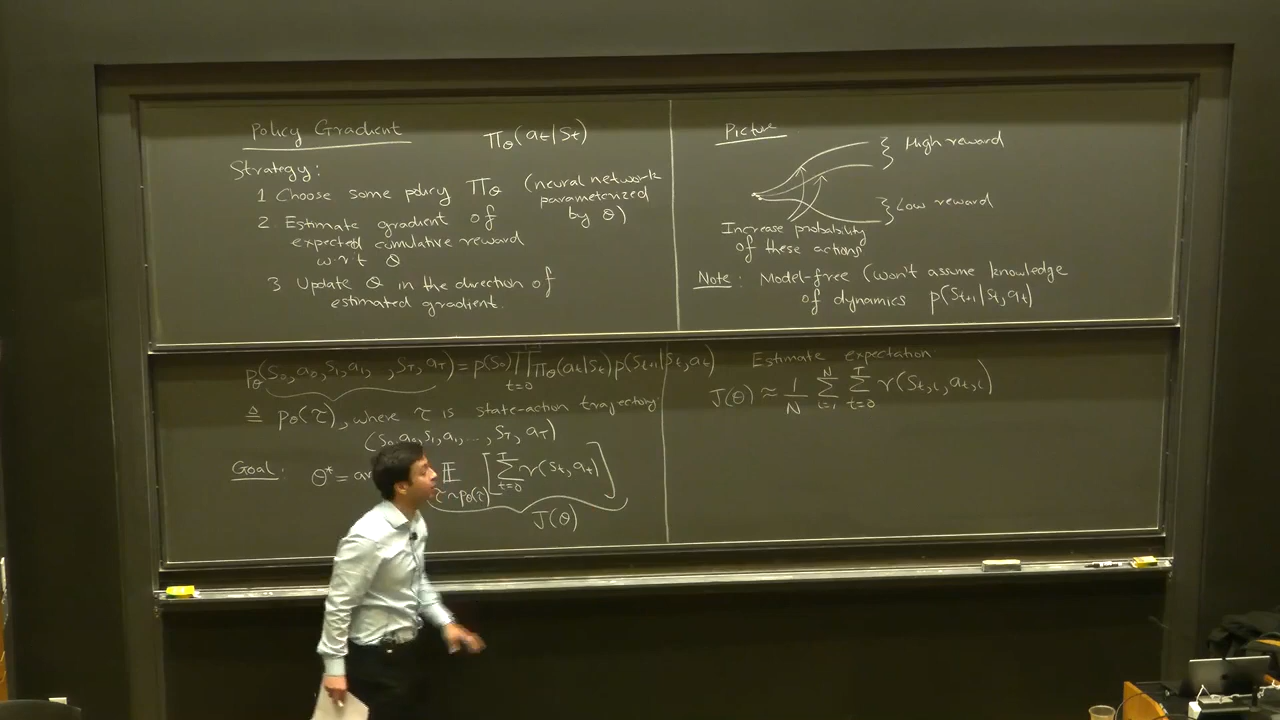 Policy Gradient
πθ(at|st)
Strategy:
1 Choose some policy πθ (neural network
parameterized
by θ)
2. Estimate gradient of
expected cumulative reward
w.r.t θ
3 Update θ in the direction of
estimated gradient.
Picture
} High reward
} Low reward
Increase probability
of these actions
Note: Model-free (won't assume knowledge
of dynamics p(st+1|st,at)
pθ(s0,a0,s1,a1, ,sT,aT) = p(s0) ∏ t=0 πθ(at|st) p(st+1|st,at)
≜ pθ(τ), where τ is state-action trajectory.
(s0,a0,s1,a1,...,sT,aT)
Goal: θ* = 𝔼 τ~pθ(τ) [∑ t=0 T r(st,at)]
J(θ)
Estimate expectation
J(θ) ≈ 1/N ∑ i=1 N ∑ t=0 T r(st,i,at,i)